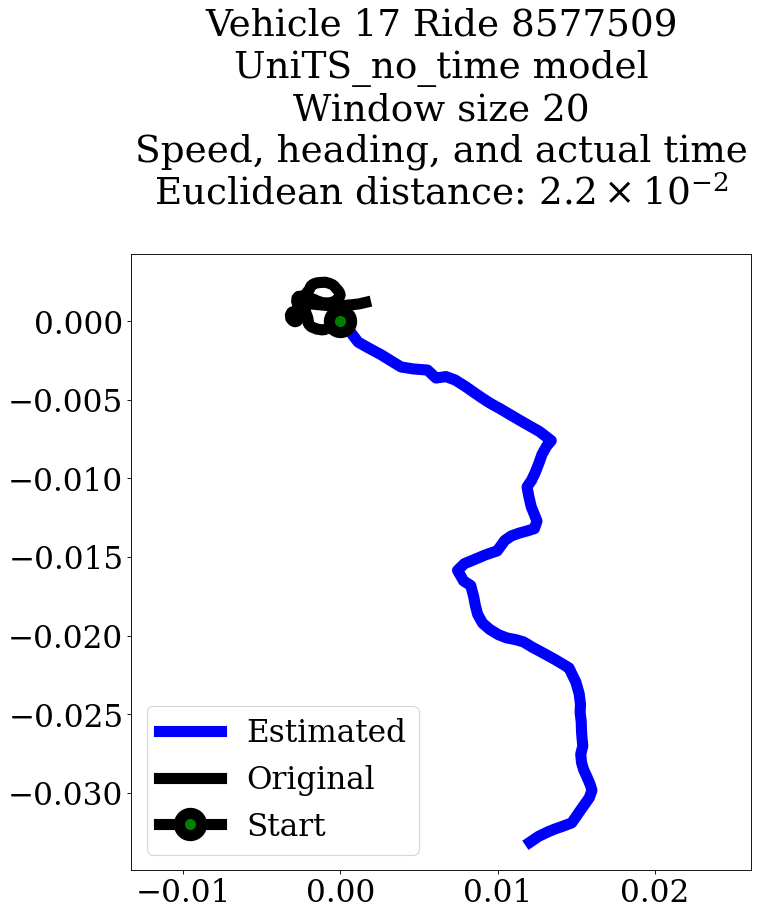 Vehicle 17 Ride 8577509
UniTS_no_time model
Window size 20
Speed, heading, and actual time
Euclidean distance: 2.2 × 10⁻²
0.000
−0.005
−0.010
−0.015
−0.020
−0.025
−0.030
Estimated
Original
Start
−0.01 0.00 0.01 0.02